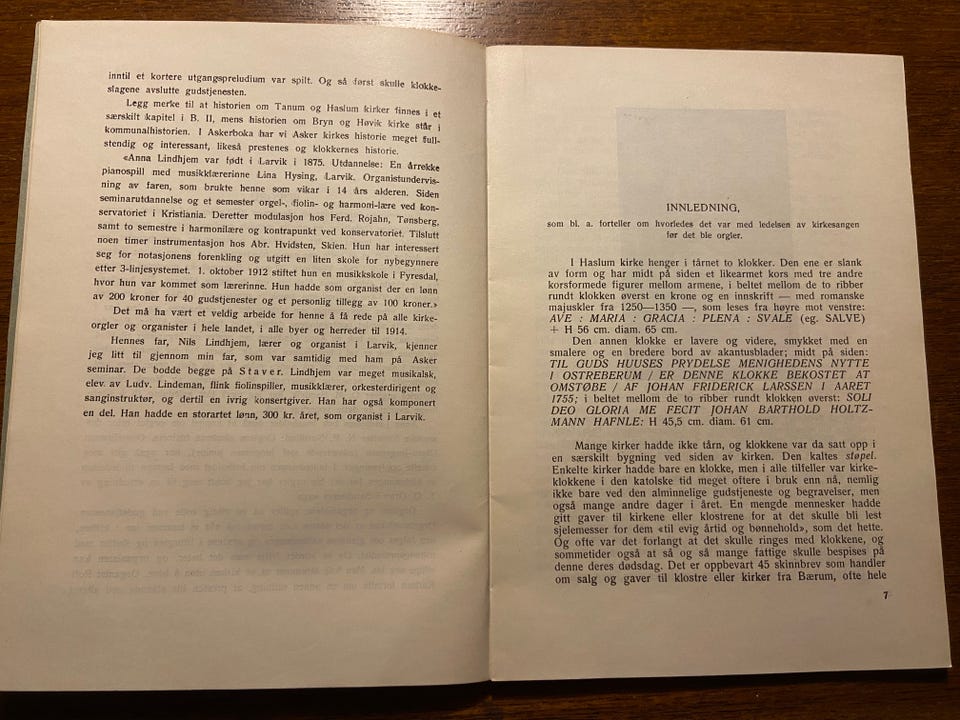 inntil et kortere utgangspreludium var spilt. Og så først skulle klokke-
slagene avslutte gudstjenesten.
Legg merke til at historien om Tanum og Haslum kirker finnes i et
særskilt kapitel i B. II, mens historien om Bryn og Høvik kirke står i
kommunalhistorien. I Askerboka har vi Asker kirkes historie meget full-
stendig og interessant, likeså prestenes og klokkernes historie.
«Anna Lindhjem var født i Larvik i 1875. Utdannelse: En årrekke
pianospill med musikklærerinne Lina Hysing, Larvik. Organistundervis-
ning av faren, som brukte henne som vikar i 14 års alderen. Siden
seminarutdannelse og et semester orgel-, fiolin- og harmoni-lære ved kon-
servatoriet i Kristiania. Deretter modulasjon hos Ferd. Rojahn, Tønsberg,
samt to semestre i harmonilære og kontrapunkt ved konservatoriet. Tilslutt
noen timer instrumentasjon hos Abr. Hvidsten, Skien. Hun har interessert
seg for notasjonens forenkling og utgitt en liten skole for nybegynnere
etter 3-linjesystemet. 1. oktober 1912 stiftet hun en musikkskole i Fyresdal,
hvor hun var kommet som lærerinne. Hun hadde som organist der en lønn
av 200 kroner for 40 gudstjenester og et personlig tillegg av 100 kroner.»
Det må ha vært et veldig arbeide for henne å få rede på alle kirke-
orgler og organister i hele landet, i alle byer og herreder til 1914.
Hennes far, Nils Lindhjem, lærer og organist i Larvik, kjenner
jeg litt til gjennom min far, som var samtidig med ham på Asker
seminar. De bodde begge på Staver. Lindhjem var meget musikalsk,
elev av Ludv. Lindeman, flink fiolinspiller, musikklærer, orkesterdirigent og
sanginstruktør, og dertil en ivrig konsertgiver. Han har også komponert
en del. Han hadde en storartet lønn, 300 kr. året, som organist i Larvik.
INNLEDNING,
som bl. a. forteller om hvorledes det var med ledelsen av kirkesangen
før det ble orgler.
I Haslum kirke henger i tårnet to klokker. Den ene er slank
av form og har midt på siden et likearmet kors med tre andre
korsformede figurer mellom armene, i beltet mellom de to ribber
rundt klokken øverst en krone og en innskrift — med romanske
majuskler fra 1250—1350 —, som leses fra høyre mot venstre:
AVE : MARIA : GRACIA : PLENA : SVALE (eg. SALVE)
+ H 56 cm. diam. 65 cm.
Den annen klokke er lavere og videre, smykket med en
smalere og en bredere bord av akantusblader; midt på siden:
TIL GUDS HUUSES PRYDELSE MENIGHEDENS NYTTE
I OSTREBERUM / ER DENNE KLOKKE BEKOSTET AT
OMSTØBE / AF JOHAN FRIDERICK LARSSEN I AARET
1755; i beltet mellom de to ribber rundt klokken øverst: SOLI
DEO GLORIA ME FECIT JOHAN BARTHOLD HOLTZ-
MANN HAFNLE: H 45,5 cm. diam. 61 cm.
Mange kirker hadde ikke tårn, og klokkene var da satt opp i
en særskilt bygning ved siden av kirken. Den kaltes støpel.
Enkelte kirker hadde bare en klokke, men i alle tilfeller var kirke-
klokkene i den katolske tid meget oftere i bruk enn nå, nemlig
ikke bare ved den alminnelige gudstjeneste og begravelser, men
også mange andre dager i året. En mengde mennesker hadde
gitt gaver til kirkene eller klostrene for at det skulle bli lest
sjelemesser for dem «til evig årtid og bønnehold», som det hette.
Og ofte var det forlangt at det skulle ringes med klokkene, og
sommetider også at så og så mange fattige skulle bespises på
denne deres dødsdag. Det er oppbevart 45 skinnbrev som handler
om salg og gaver til klostre eller kirker fra Bærum, ofte hele
7